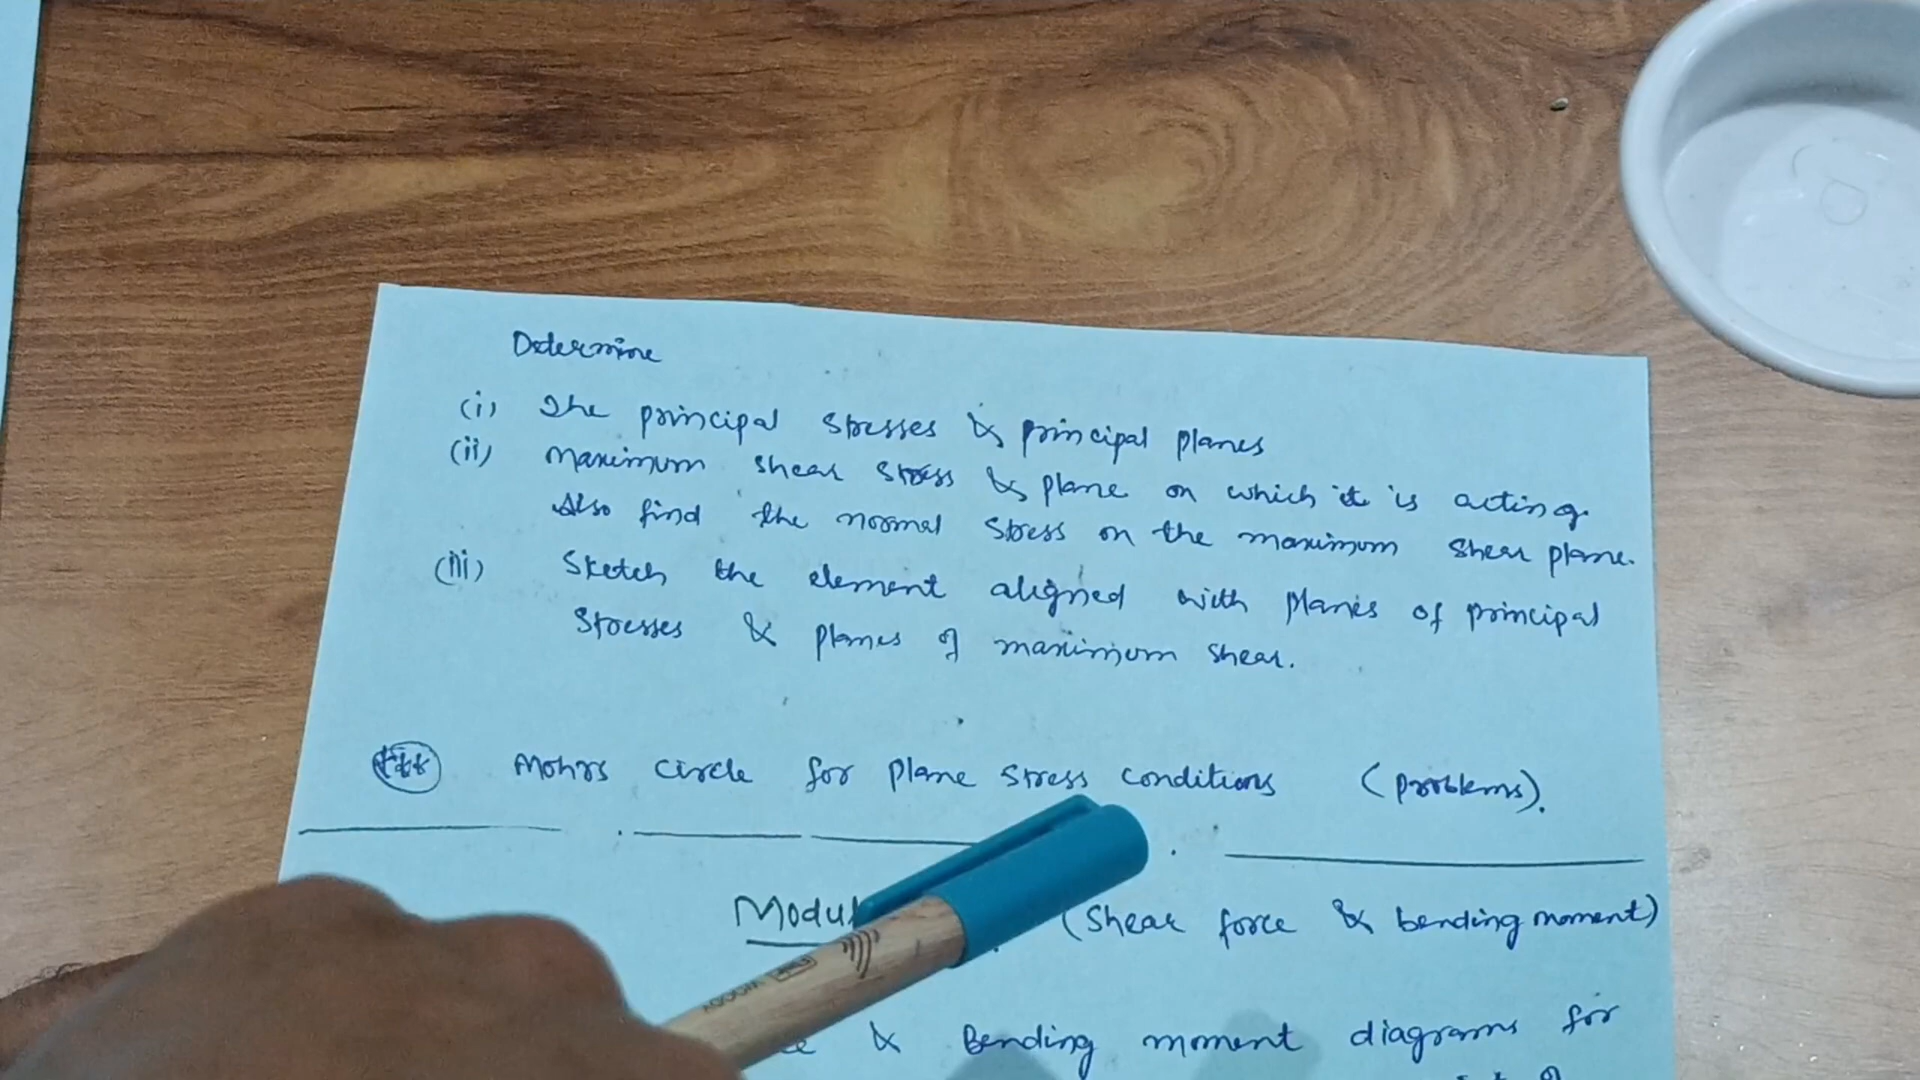 Determine
(i) The principal stresses & principal planes
(ii) Maximum shear stress & plane on which it is acting.
Also find the normal stress on the maximum shear plane.
(iii) Sketch the element aligned with planes of principal
stresses & planes of maximum shear.
*** Mohrs circle for plane stress conditions (problems).
(Shear force & bending moment)
& Bending moment diagrams for